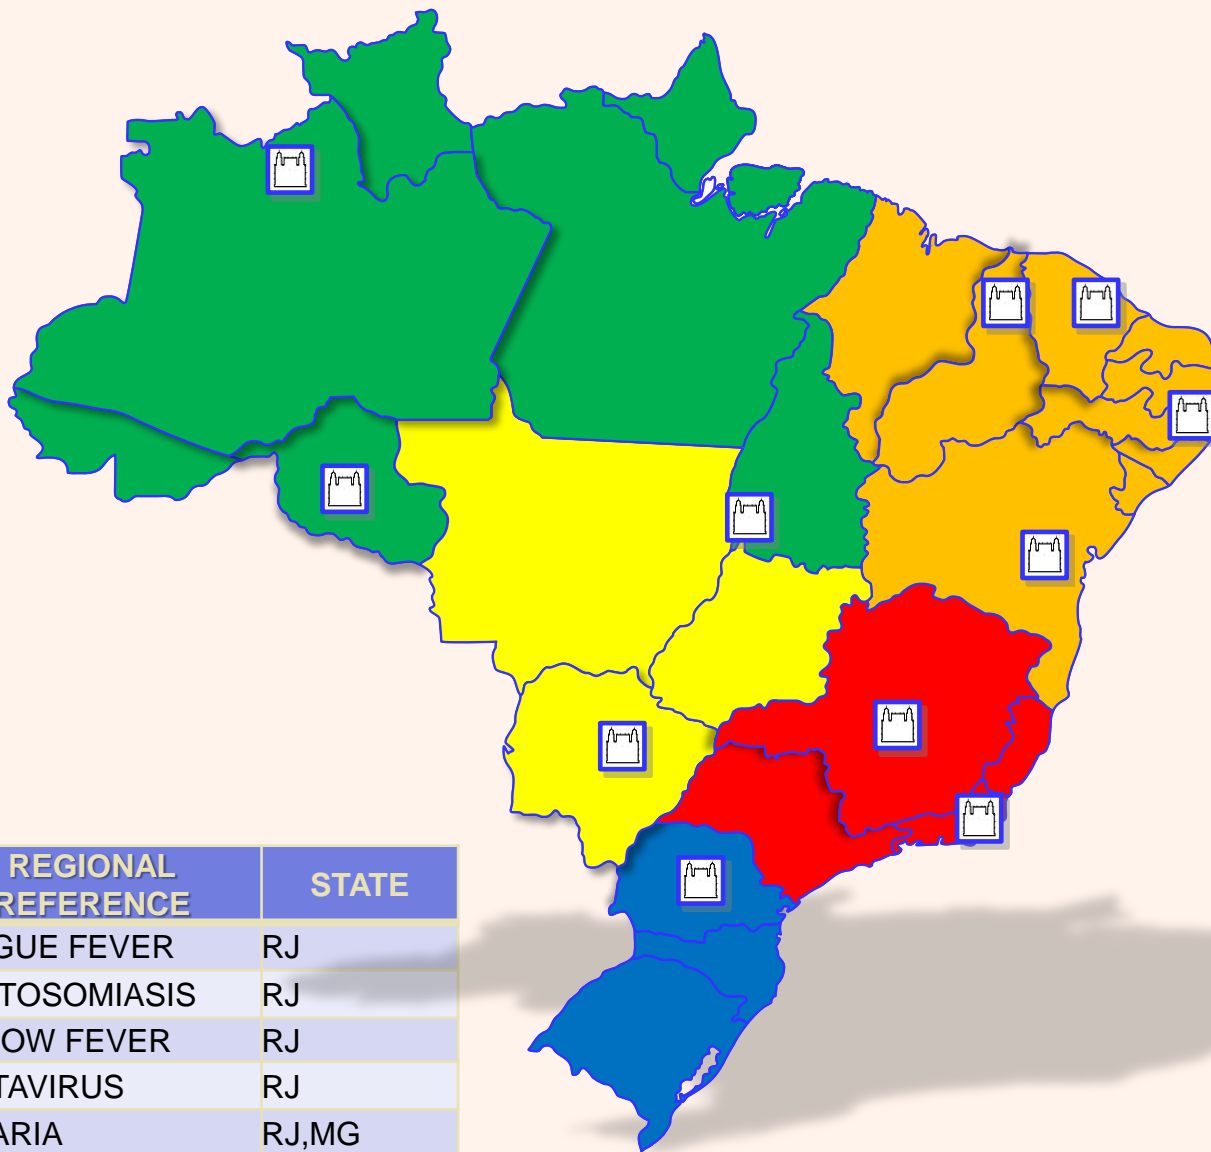 REGIONAL
REFERENCE
STATE
GUE FEVER RJ
TOSOMIASIS RJ
OW FEVER RJ
TAVIRUS RJ
ARIA RJ,MG